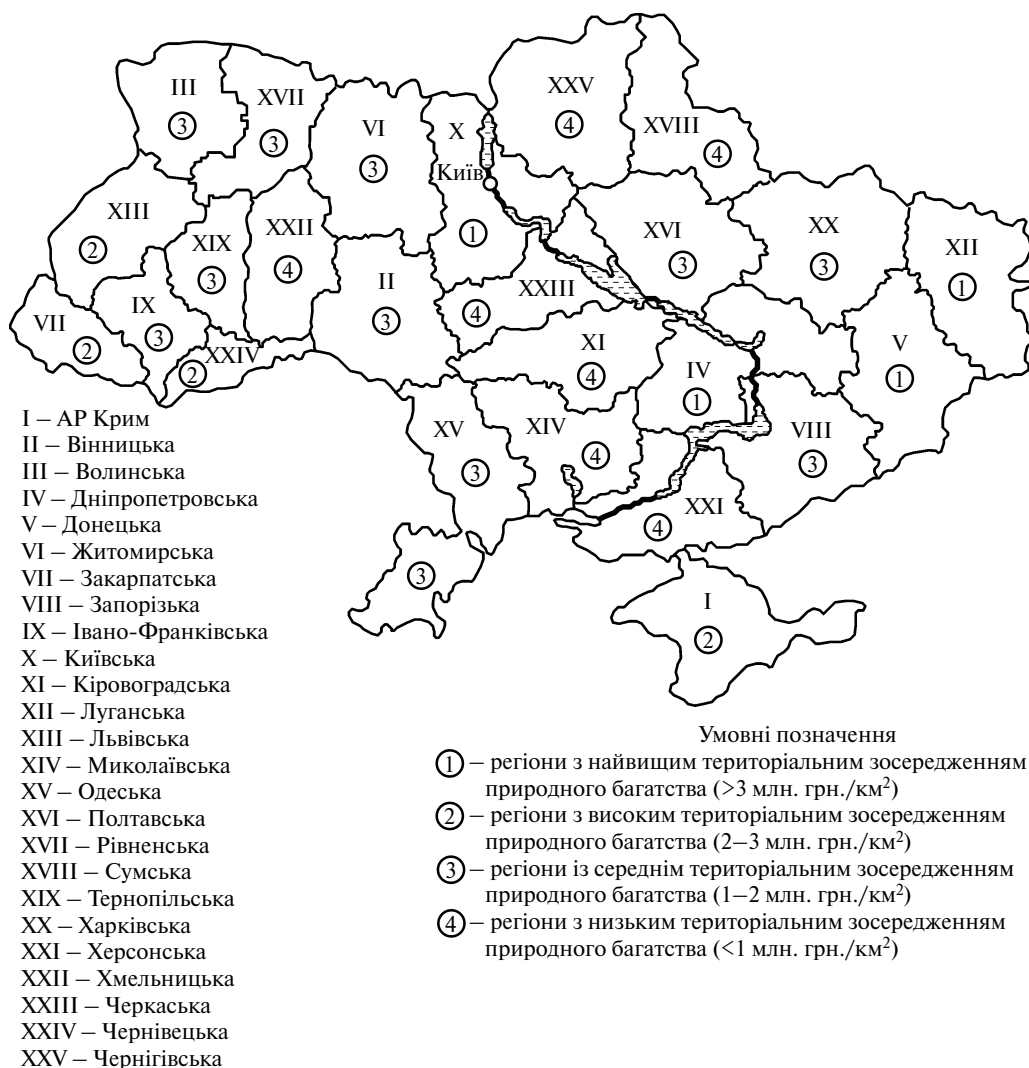 III
③
XVII
③
VI
③
X
Київ
①
XXV
④
XVIII
④
XIII
②
XIX
③
XXII
④
II
③
XXIII
④
XVI
③
XX
③
XII
①
VII
②
IX
③
XXIV
②
XI
④
IV
①
V
①
XV
③
XIV
④
VIII
③
XXI
④
③
I
②
I – АР Крим
II – Вінницька
III – Волинська
IV – Дніпропетровська
V – Донецька
VI – Житомирська
VII – Закарпатська
VIII – Запорізька
IX – Івано-Франківська
X – Київська
XI – Кіровоградська
XII – Луганська
XIII – Львівська
XIV – Миколаївська
XV – Одеська
XVI – Полтавська
XVII – Рівненська
XVIII – Сумська
XIX – Тернопільська
XX – Харківська
XXI – Херсонська
XXII – Хмельницька
XXIII – Черкаська
XXIV – Чернівецька
XXV – Чернігівська
Умовні позначення
① – регіони з найвищим територіальним зосередженням
природного багатства (>3 млн. грн./км²)
② – регіони з високим територіальним зосередженням
природного багатства (2–3 млн. грн./км²)
③ – регіони із середнім територіальним зосередженням
природного багатства (1–2 млн. грн./км²)
④ – регіони з низьким територіальним зосередженням
природного багатства (<1 млн. грн./км²)